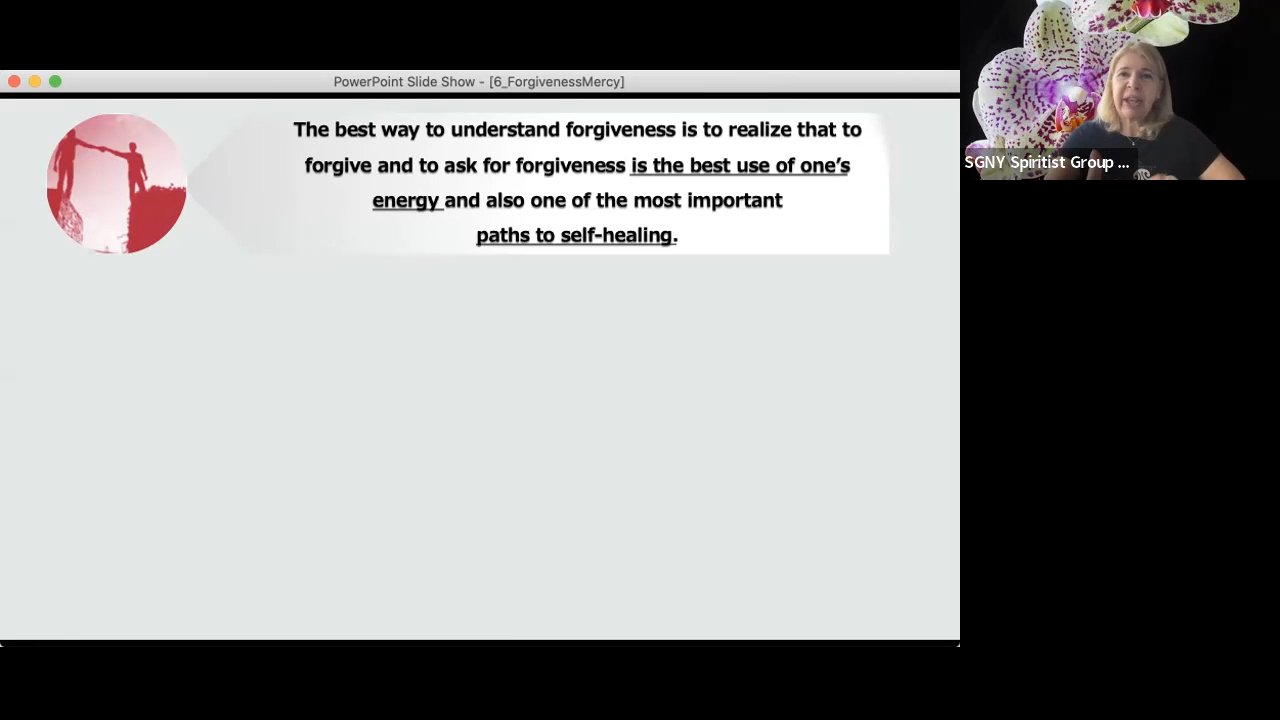 PowerPoint Slide Show - [6_ForgivenessMercy]
The best way to understand forgiveness is to realize that to
forgive and to ask for forgiveness is the best use of one’s
energy and also one of the most important
paths to self-healing.
SGNY Spiritist Group ...